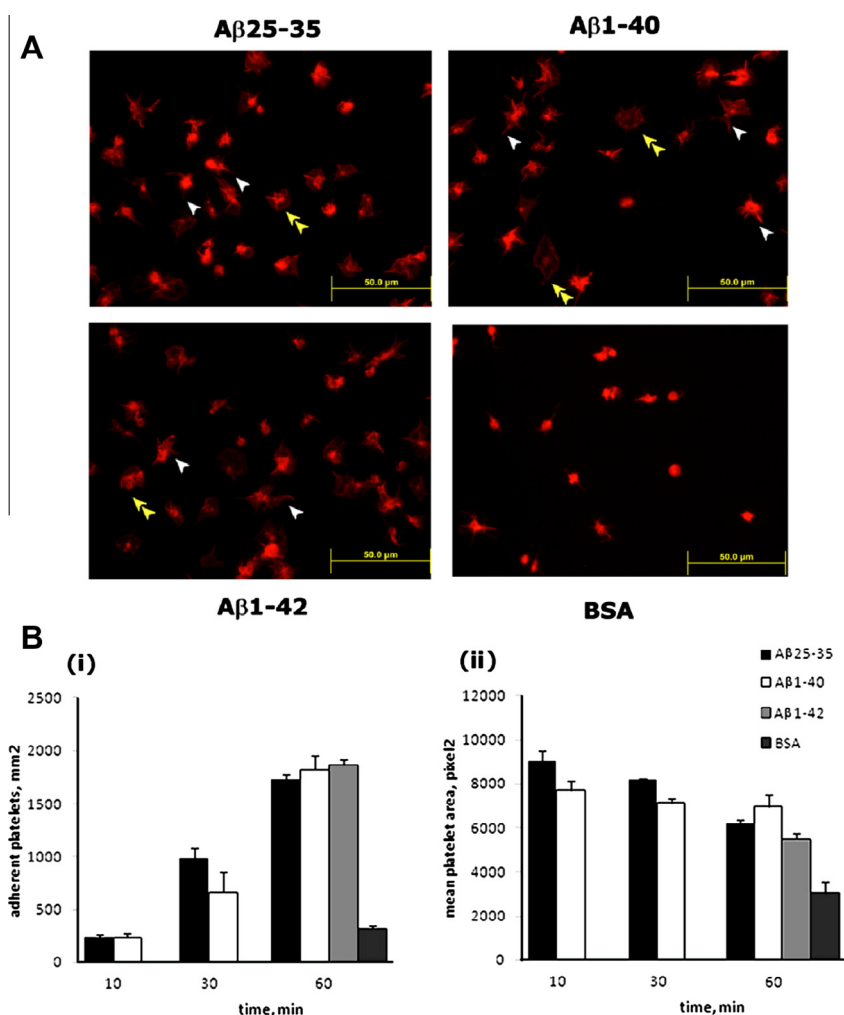 Aβ25-35
Aβ1-40
A
50.0 µm
50.0 µm
50.0 µm
50.0 µm
Aβ1-42
BSA
B
(i)
2500
2000
1500
1000
500
0
adherent platelets, mm2
10
30
60
time, min
(ii)
Aβ25-35
Aβ1-40
Aβ1-42
BSA
12000
10000
8000
6000
4000
2000
0
mean platelet area, pixel2
10
30
60
time, min